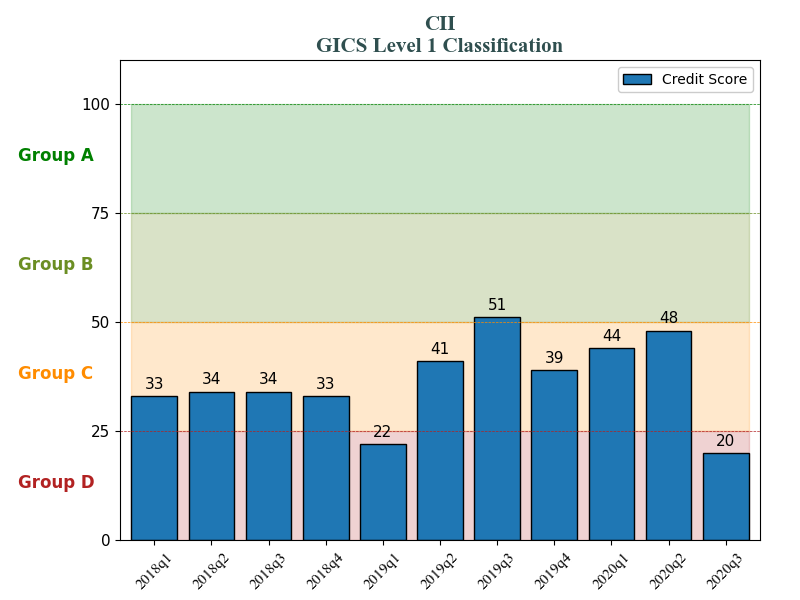 CII
GICS Level 1 Classification
Credit Score
100
Group A
75
Group B
50
Group C
25
Group D
0
33
34
34
33
22
41
51
39
44
48
20
2018q1
2018q2
2018q3
2018q4
2019q1
2019q2
2019q3
2019q4
2020q1
2020q2
2020q3